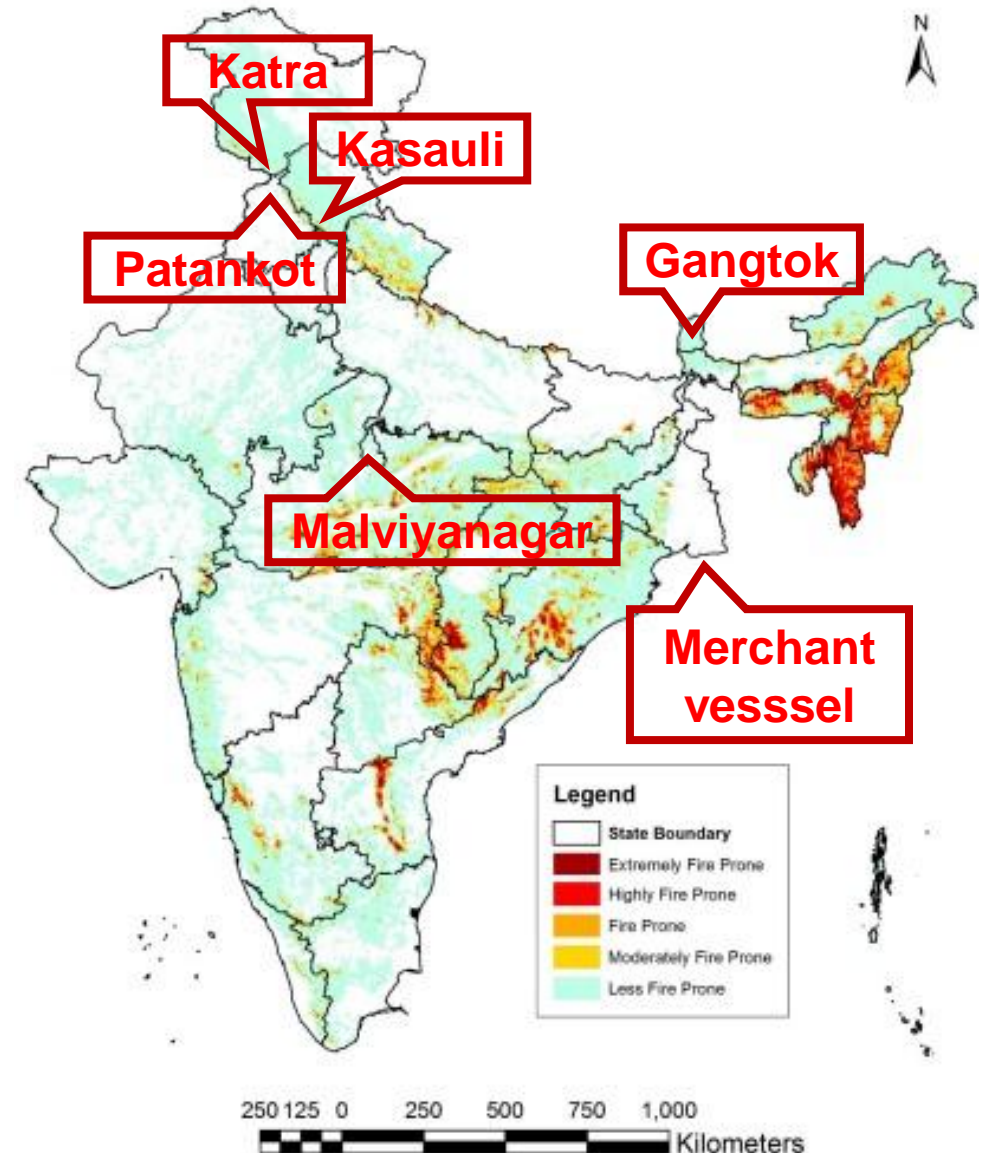 N
Katra
Kasauli
Patankot
Gangtok
Malviyanagar
Merchant
vesssel
Legend
State Boundary
Extremely Fire Prone
Highly Fire Prone
Fire Prone
Moderately Fire Prone
Less Fire Prone
250 125 0 250 500 750 1,000
Kilometers